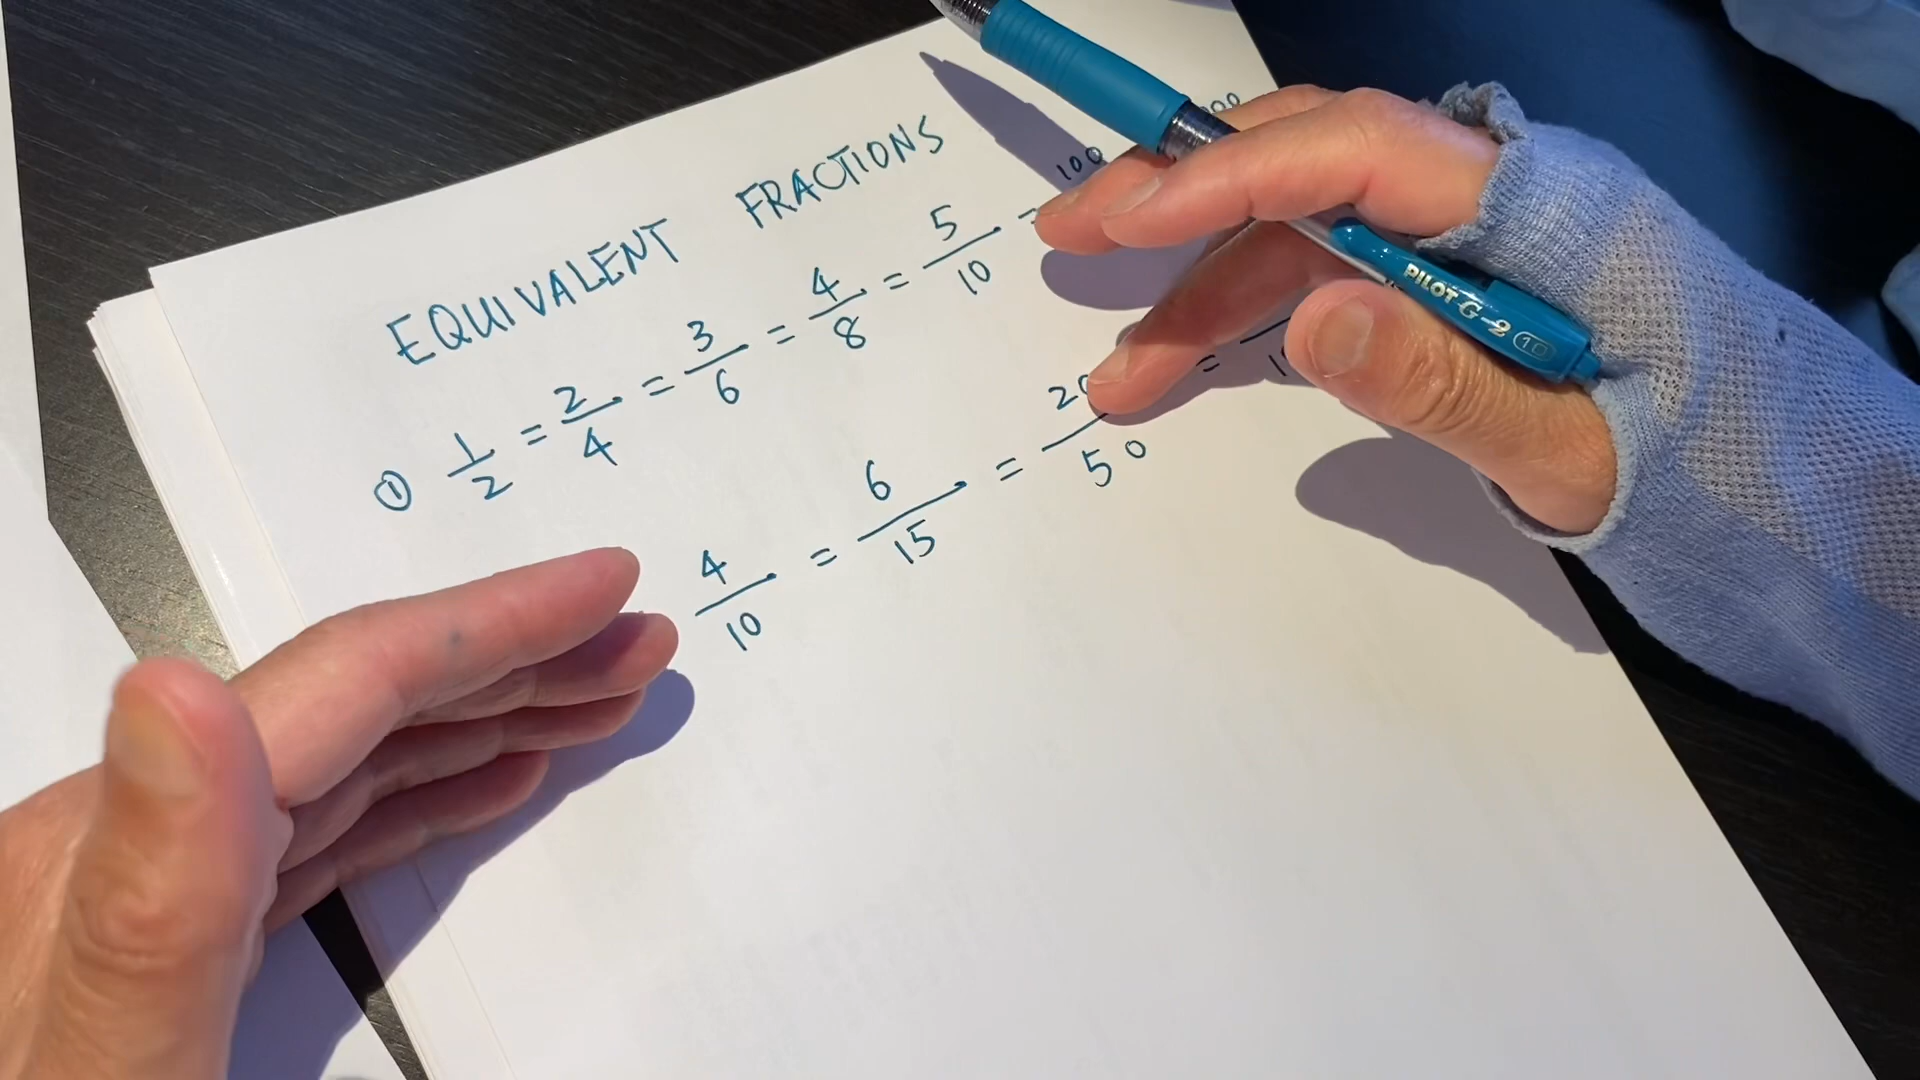 EQUIVALENT FRACTIONS
① 1/2 = 2/4 = 3/6 = 4/8 = 5/10 = 100
4/10 = 6/15 = 20/50 =
PILOT G-2 10